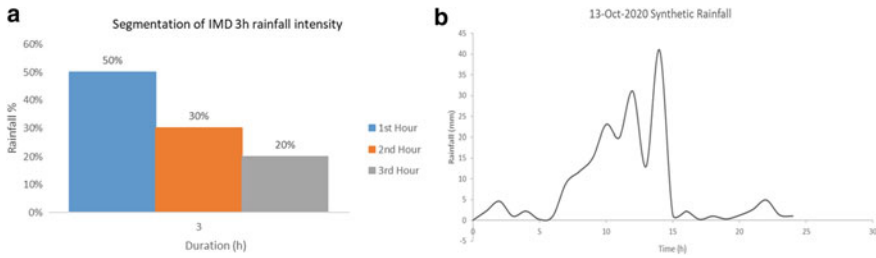 a
Segmentation of IMD 3h rainfall intensity
60%
50%
40%
30%
20%
10%
0%
Rainfall %
50%
30%
20%
3
Duration (h)
1st Hour
2nd Hour
3rd Hour
b
13-Oct-2020 Synthetic Rainfall
45
40
35
30
25
20
15
10
5
0
-5
Rainfall (mm)
0 5 10 15 20 25 30
Time (h)